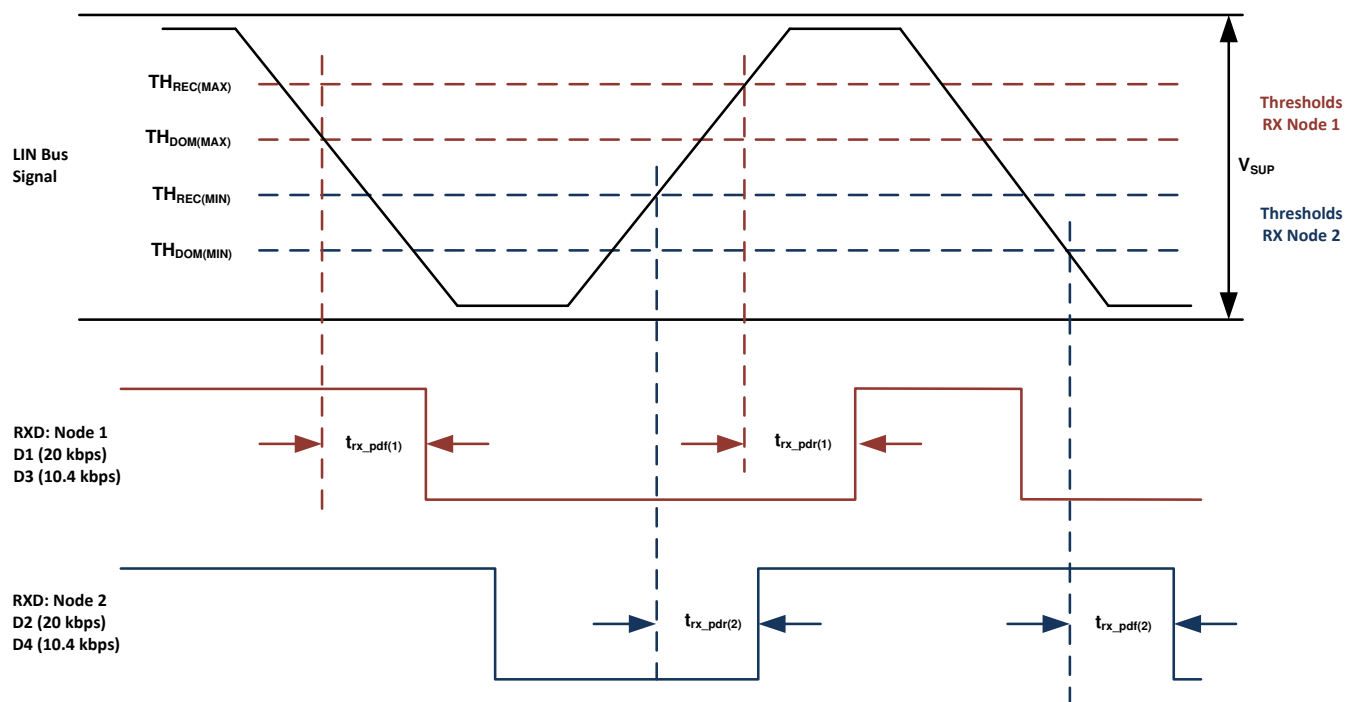 TH_REC(MAX)
TH_DOM(MAX)
TH_REC(MIN)
TH_DOM(MIN)
LIN Bus
Signal
Thresholds
RX Node 1
V_SUP
Thresholds
RX Node 2
RXD: Node 1
D1 (20 kbps)
D3 (10.4 kbps)
t_rx_pdf(1)
t_rx_pdr(1)
RXD: Node 2
D2 (20 kbps)
D4 (10.4 kbps)
t_rx_pdr(2)
t_rx_pdf(2)